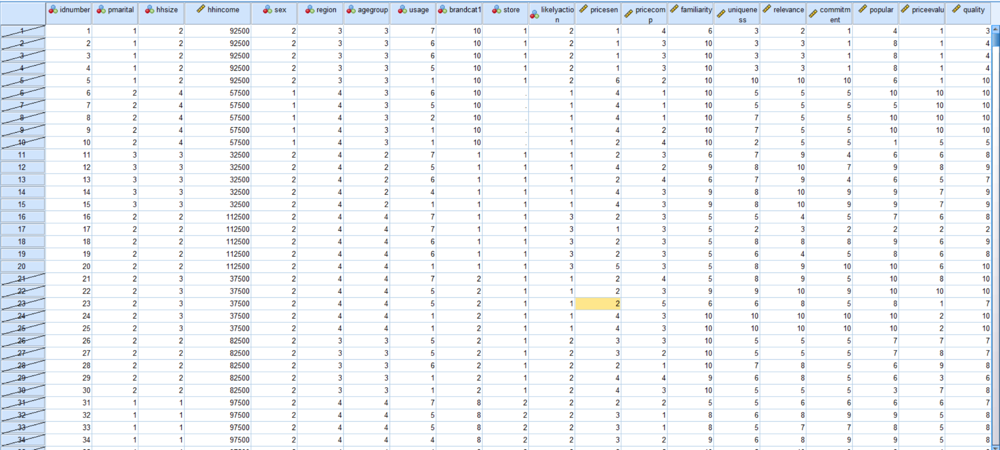 idnumber pmarital hhsize hhincome sex region agegroup usage brandcat1 store likelyactio n pricesen pricecom p familiarity uniquene ss relevance commitm ent popular priceevalu quality
1 1 1 2 92500 2 3 3 7 10 1 2 1 4 6 3 2 1 4 1 3
2 2 1 2 92500 2 3 3 6 10 1 2 1 3 10 3 3 1 8 1 4
3 3 1 2 92500 2 3 3 6 10 1 2 1 3 10 3 3 1 8 1 4
4 4 1 2 92500 2 3 3 5 10 1 2 1 3 10 3 3 1 8 1 4
5 5 1 2 92500 2 3 3 1 10 1 2 6 2 10 10 10 10 6 1 10
6 6 2 4 57500 1 4 3 6 10 . 1 4 1 10 5 5 5 10 10 10
7 7 2 4 57500 1 4 3 5 10 . 1 4 1 10 5 5 5 5 10 10
8 8 2 4 57500 1 4 3 2 10 . 1 4 1 10 7 5 5 10 10 10
9 9 2 4 57500 1 4 3 1 10 . 1 4 2 10 7 5 5 10 10 10
10 10 2 4 57500 1 4 3 1 10 . 1 2 4 10 2 5 5 1 5 5
11 11 3 3 32500 2 4 2 7 1 1 1 2 3 6 7 9 4 6 6 8
12 12 3 3 32500 2 4 2 5 1 1 1 4 2 9 8 10 7 9 8 9
13 13 3 3 32500 2 4 2 6 1 1 1 2 4 6 7 9 4 6 5 7
14 14 3 3 32500 2 4 2 4 1 1 1 4 3 9 8 10 9 9 7 9
15 15 3 3 32500 2 4 2 1 1 1 1 4 3 9 8 10 9 9 7 9
16 16 2 2 112500 2 4 4 7 1 1 3 2 3 5 5 4 5 7 6 8
17 17 2 2 112500 2 4 4 7 1 1 3 1 3 5 2 3 2 2 2 2
18 18 2 2 112500 2 4 4 6 1 1 3 2 3 5 8 8 8 9 6 9
19 19 2 2 112500 2 4 4 6 1 1 3 2 3 5 6 4 5 8 6 8
20 20 2 2 112500 2 4 4 1 1 1 3 5 3 5 8 9 10 10 6 10
21 21 2 3 37500 2 4 4 7 2 1 1 2 4 5 8 9 5 10 8 10
22 22 2 3 37500 2 4 4 5 2 1 1 2 3 9 9 10 9 10 10 10
23 23 2 3 37500 2 4 4 5 2 1 1 2 5 6 6 8 5 8 1 7
24 24 2 3 37500 2 4 4 1 2 1 1 4 3 10 10 10 10 10 2 10
25 25 2 3 37500 2 4 4 1 2 1 1 4 3 10 10 10 10 10 2 10
26 26 2 2 82500 2 3 3 5 2 1 2 3 3 10 5 5 5 7 7 7
27 27 2 2 82500 2 3 3 5 2 1 2 3 2 10 5 5 5 7 8 7
28 28 2 2 82500 2 3 3 6 2 1 2 2 1 10 7 8 5 6 9 8
29 29 2 2 82500 2 3 3 1 2 1 2 4 4 9 6 8 5 6 3 6
30 30 2 2 82500 2 3 3 1 2 1 2 4 3 10 5 5 5 3 7 8
31 31 1 1 97500 2 4 4 7 8 2 2 2 2 5 5 6 6 6 6 7
32 32 1 1 97500 2 4 4 5 8 2 2 3 1 8 6 8 9 9 5 8
33 33 1 1 97500 2 4 4 5 8 2 2 3 1 8 5 7 7 8 5 8
34 34 1 1 97500 2 4 4 4 8 2 2 3 2 9 6 8 9 9 5 8